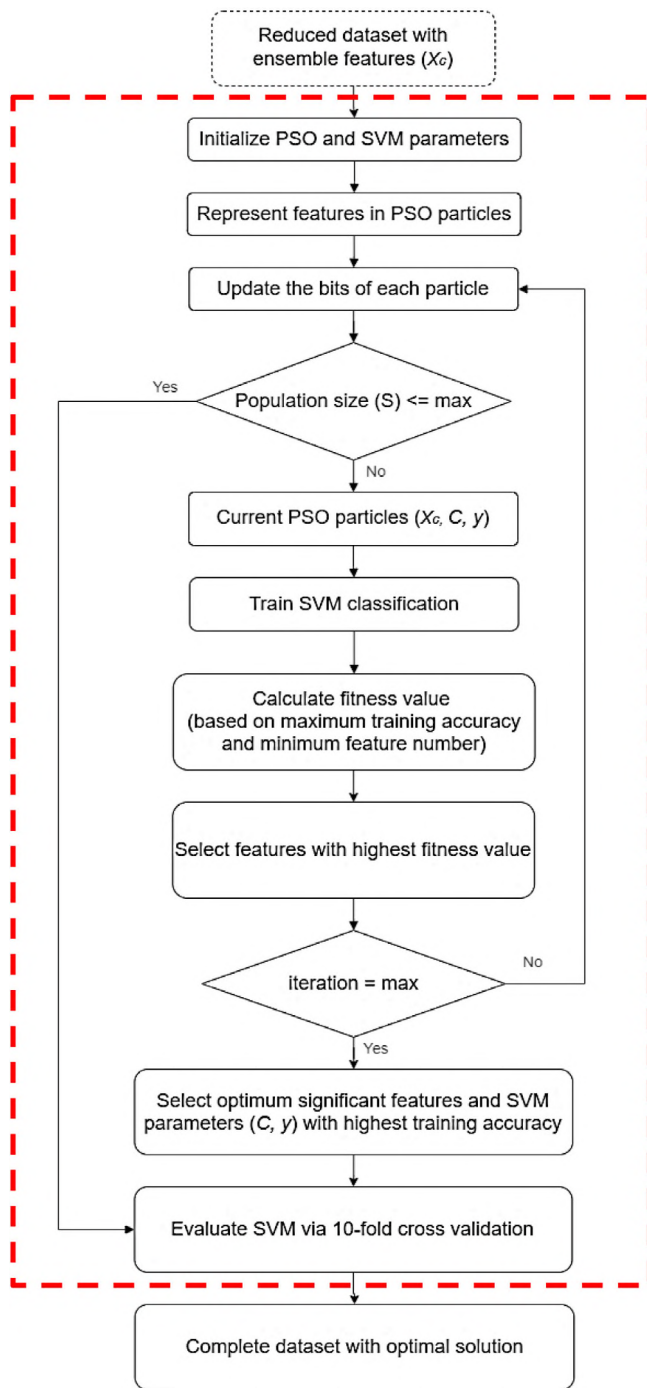 Reduced dataset with
ensemble features (XG)
Initialize PSO and SVM parameters
Represent features in PSO particles
Update the bits of each particle
Yes
Population size (S) <= max
No
Current PSO particles (XG, C, y)
Train SVM classification
Calculate fitness value
(based on maximum training accuracy
and minimum feature number)
Select features with highest fitness value
No
iteration = max
Yes
Select optimum significant features and SVM
parameters (C, y) with highest training accuracy
Evaluate SVM via 10-fold cross validation
Complete dataset with optimal solution